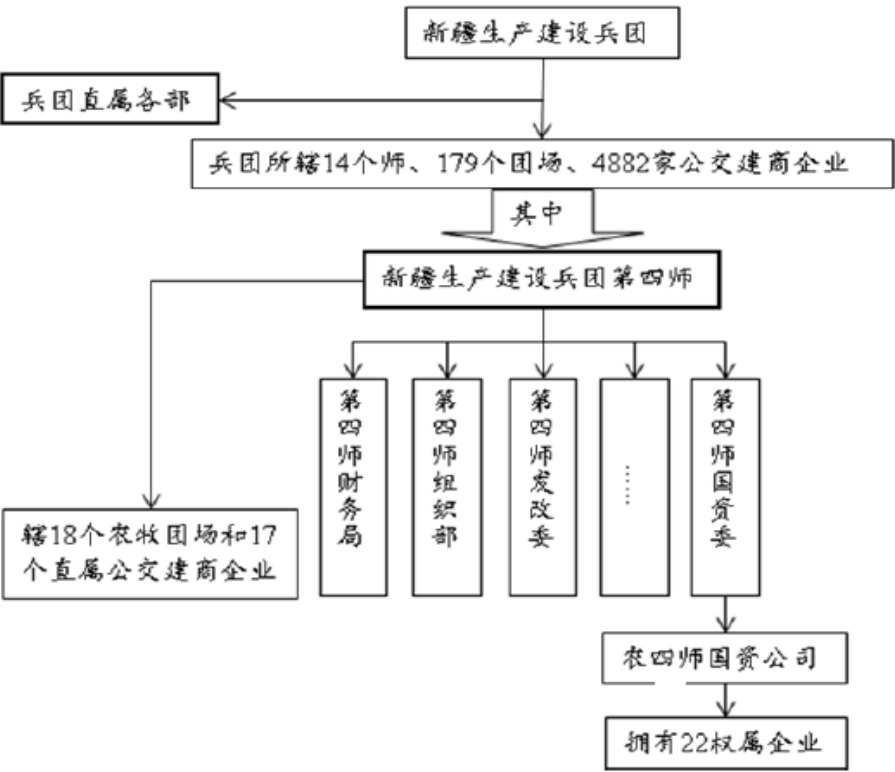 新疆生产建设兵团
兵团直属各部
兵团所辖14个师、179个团场、4882家公交建商企业
其中
新疆生产建设兵团第四师
第四师财务局
第四师组织部
第四师发改委
……
第四师国资委
辖18个农牧团场和17
个直属公交建商企业
农四师国资公司
拥有22权属企业